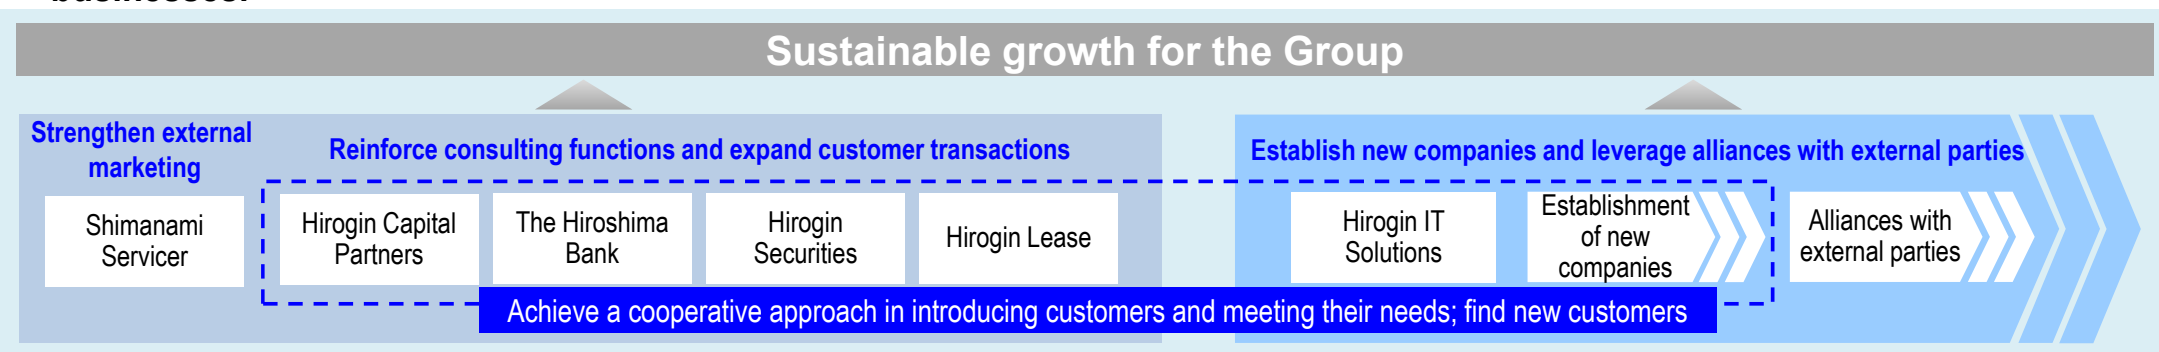 businesses.
Sustainable growth for the Group
Strengthen external
marketing
Reinforce consulting functions and expand customer transactions
Establish new companies and leverage alliances with external parties
Shimanami
Servicer
Hirogin Capital
Partners
The Hiroshima
Bank
Hirogin
Securities
Hirogin Lease
Hirogin IT
Solutions
Establishment
of new
companies
Alliances with
external parties
Achieve a cooperative approach in introducing customers and meeting their needs; find new customers